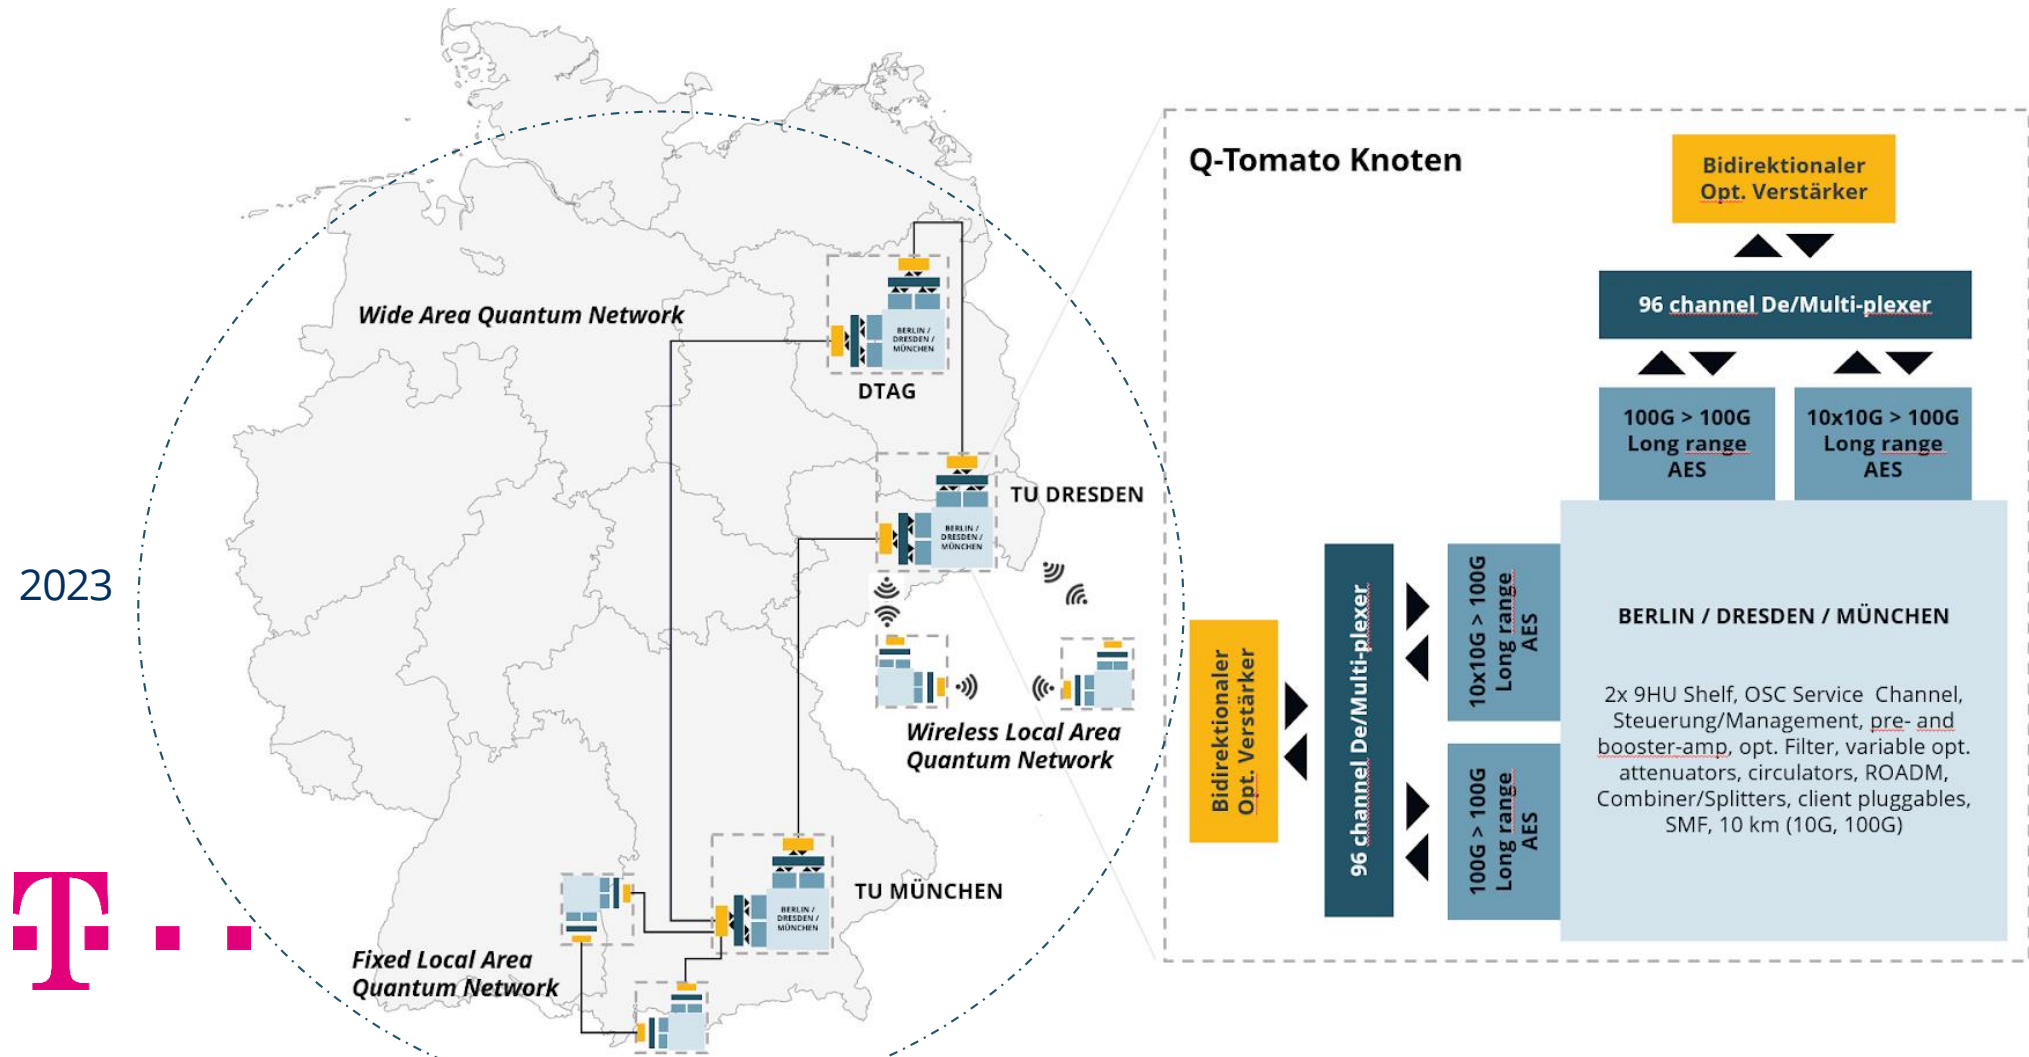 2023
Wide Area Quantum Network
BERLIN /
DRESDEN /
MÜNCHEN
DTAG
BERLIN /
DRESDEN /
MÜNCHEN
TU DRESDEN
Wireless Local Area
Quantum Network
BERLIN /
DRESDEN /
MÜNCHEN
TU MÜNCHEN
Fixed Local Area
Quantum Network
T
Q-Tomato Knoten
Bidirektionaler
Opt. Verstärker
96 channel De/Multi-plexer
100G > 100G
Long range
AES
10x10G > 100G
Long range
AES
Bidirektionaler
Opt. Verstärker
96 channel De/Multi-plexer
10x10G > 100G
Long range
AES
100G > 100G
Long range
AES
BERLIN / DRESDEN / MÜNCHEN
2x 9HU Shelf, OSC Service Channel,
Steuerung/Management, pre- and
booster-amp, opt. Filter, variable opt.
attenuators, circulators, ROADM,
Combiner/Splitters, client pluggables,
SMF, 10 km (10G, 100G)